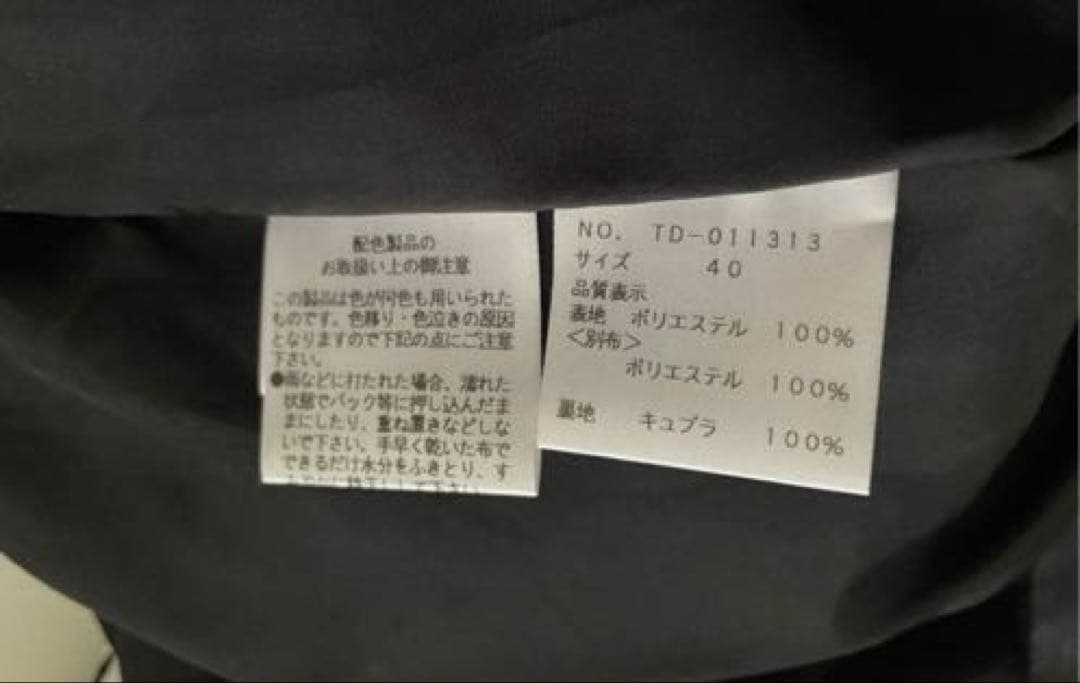 配色製品の
お取扱い上の御注意
この製品は色が何色も用いられた
ものです。色移り・色泣きの原因
となりますので下記の点にご注意
下さい。
●雨などに打たれた場合、濡れた
状態でバック等に押し込んだま
まにしたり、重ね置きなどしな
いで下さい。手早く乾いた布で
できるだけ水分をふきとり、す
NO. TD-011313
サイズ 40
品質表示
表地 ポリエステル 100%
<別布>
ポリエステル 100%
裏地 キュプラ 100%